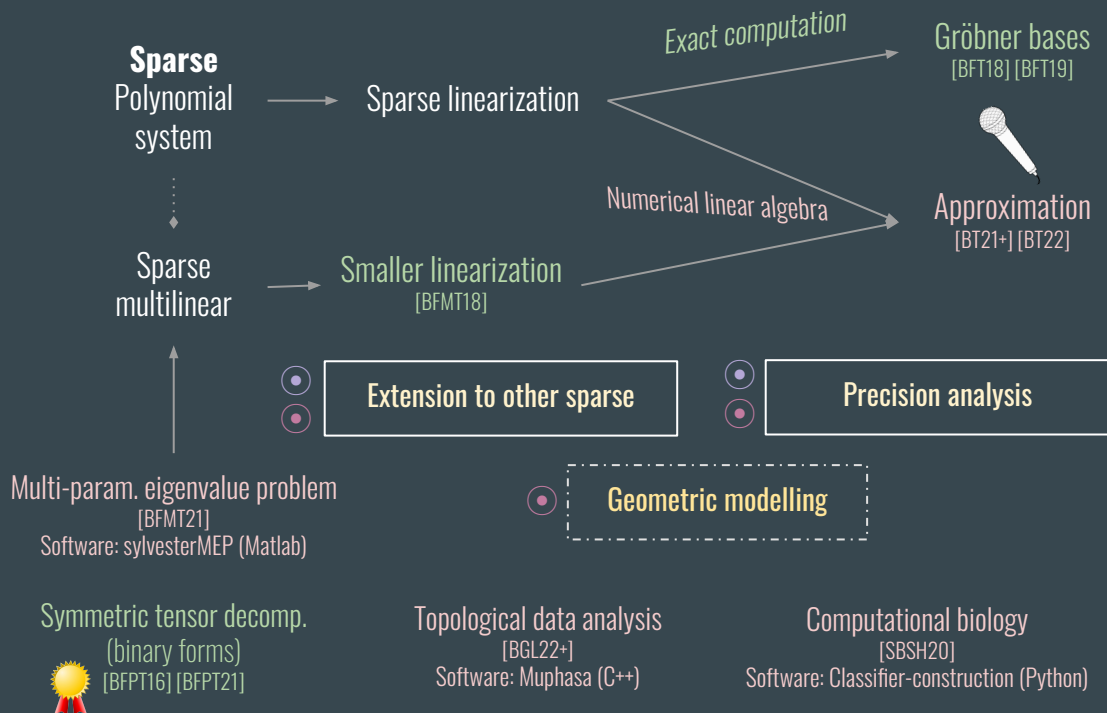 Sparse
Polynomial
system
Sparse linearization
Exact computation
Gröbner bases
[BFT18] [BFT19]
Numerical linear algebra
Approximation
[BT21+] [BT22]
Sparse
multilinear
Smaller linearization
[BFMT18]
Extension to other sparse
Precision analysis
Geometric modelling
Multi-param. eigenvalue problem
[BFMT21]
Software: sylvesterMEP (Matlab)
Symmetric tensor decomp.
(binary forms)
[BFPT16] [BFPT21]
Topological data analysis
[BGL22+]
Software: Muphasa (C++)
Computational biology
[SBSH20]
Software: Classifier-construction (Python)